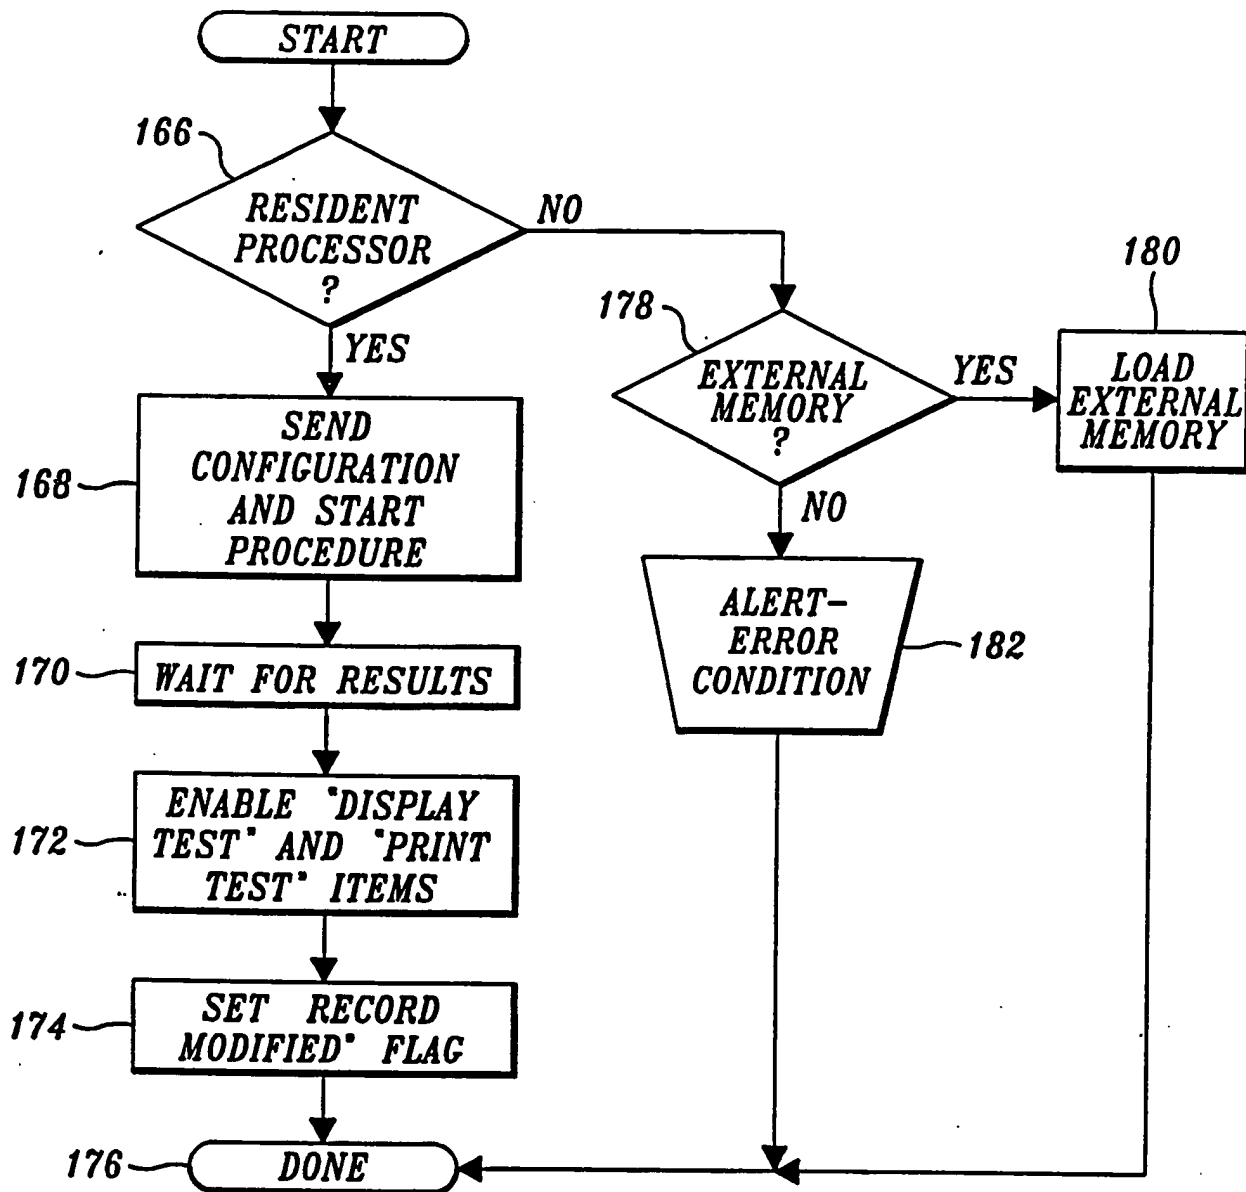 START
166
RESIDENT
PROCESSOR
?
NO
YES
178
EXTERNAL
MEMORY
?
YES
NO
180
LOAD
EXTERNAL
MEMORY
168
SEND
CONFIGURATION
AND START
PROCEDURE
ALERT-
ERROR
CONDITION
182
170
WAIT FOR RESULTS
172
ENABLE "DISPLAY
TEST" AND "PRINT
TEST" ITEMS
174
SET RECORD
MODIFIED" FLAG
176
DONE